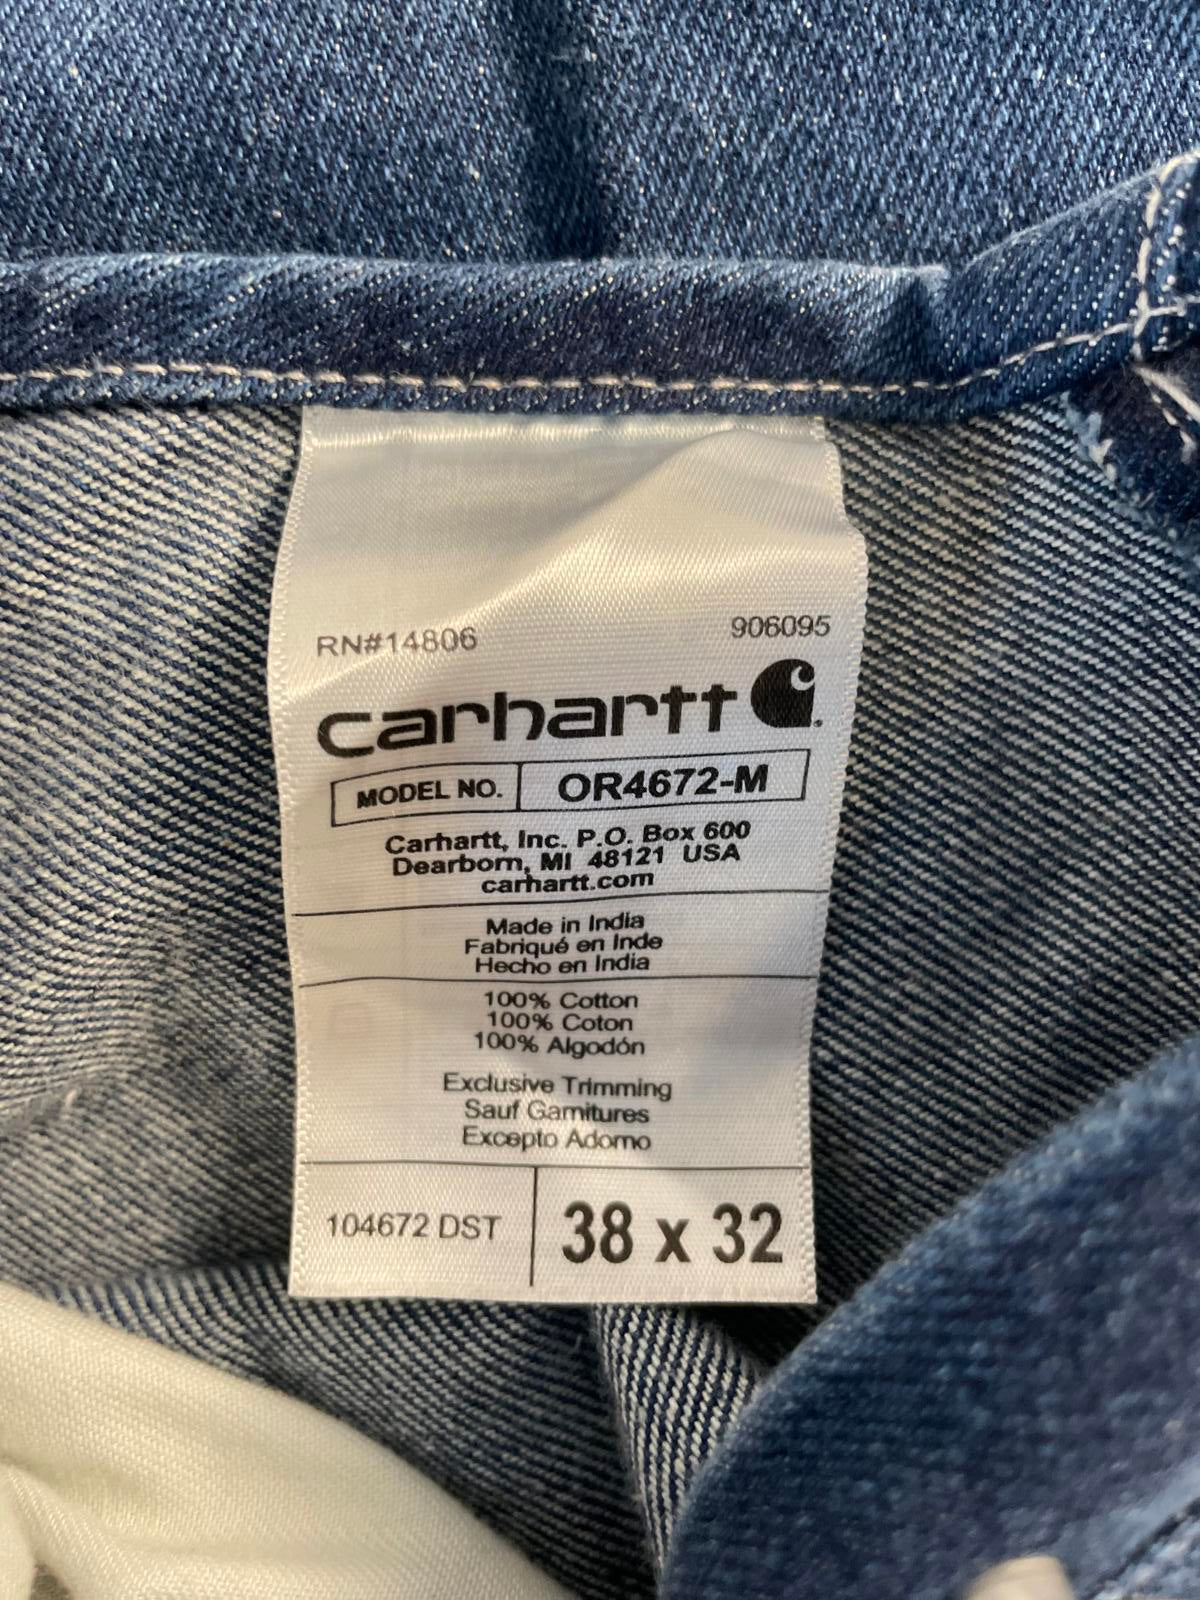 RN#14806 906095
carhartt
MODEL NO. OR4672-M
Carhartt, Inc. P.O. Box 600
Dearborn, MI 48121 USA
carhartt.com
Made in India
Fabriqué en Inde
Hecho en India
100% Cotton
100% Coton
100% Algodón
Exclusive Trimming
Sauf Garnitures
Excepto Adorno
104672 DST 38 x 32